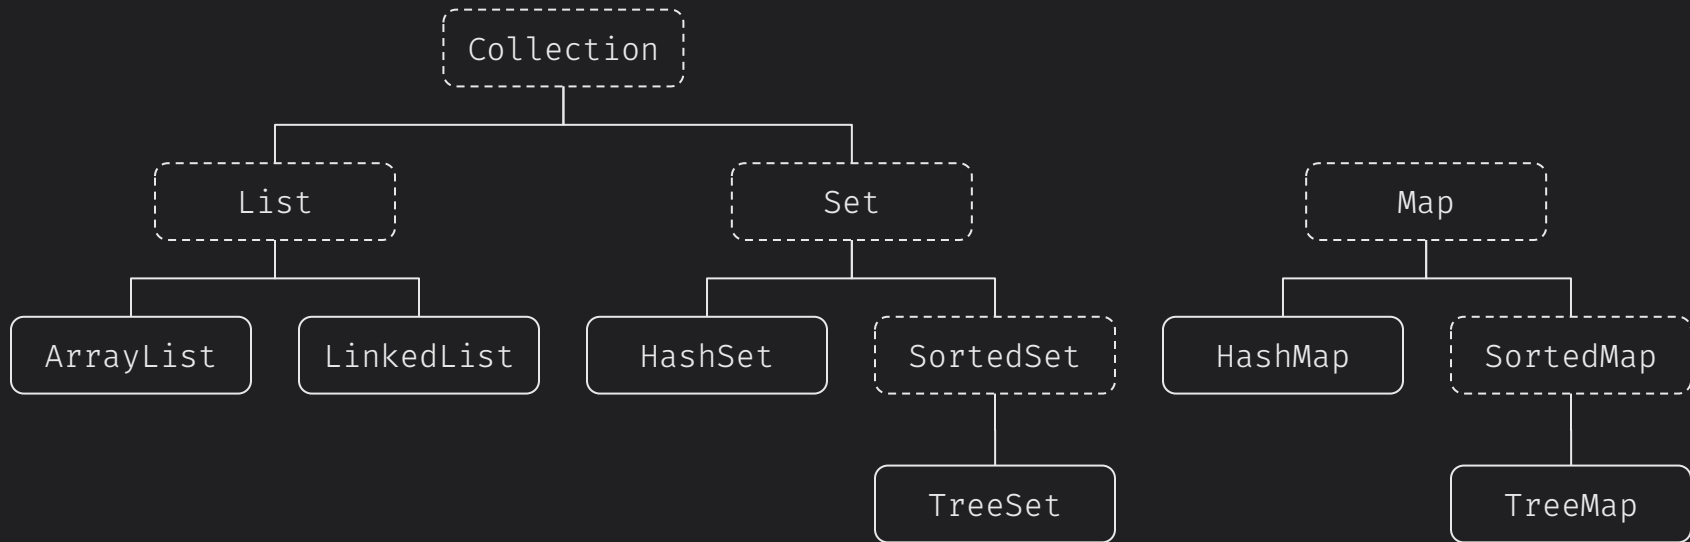 Collection
List
Set
Map
ArrayList
LinkedList
HashSet
SortedSet
HashMap
SortedMap
TreeSet
TreeMap